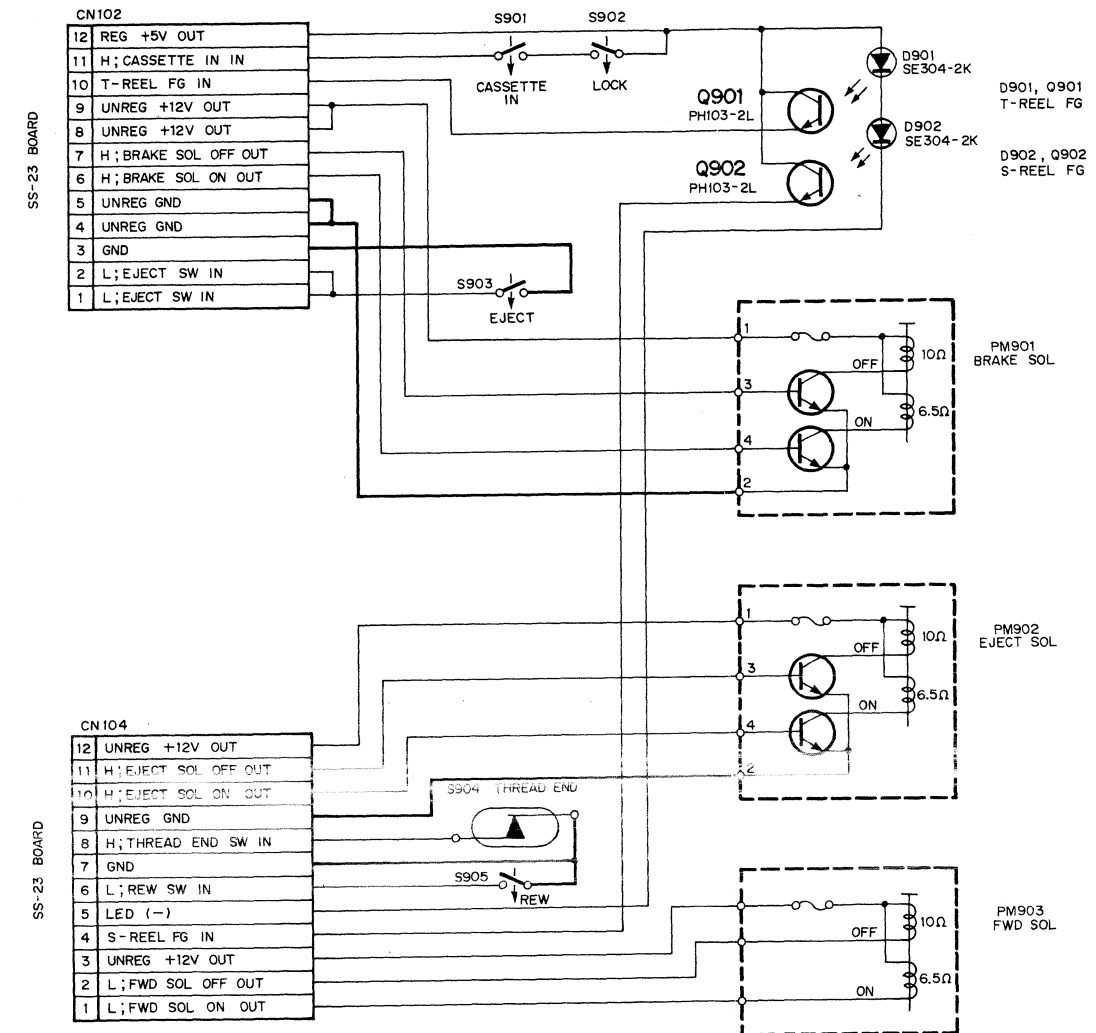 CN102
12 REG +5V OUT
11 H;CASSETTE IN IN
10 T-REEL FG IN
9 UNREG +12V OUT
8 UNREG +12V OUT
7 H;BRAKE SOL OFF OUT
6 H;BRAKE SOL ON OUT
5 UNREG GND
4 UNREG GND
3 GND
2 L;EJECT SW IN
1 L;EJECT SW IN
SS-23 BOARD
S901
CASSETTE
IN
S902
LOCK
S903
EJECT
Q901
PH103-2L
Q902
PH103-2L
D901
SE304-2K
D902
SE304-2K
D901, Q901
T-REEL FG
D902, Q902
S-REEL FG
1
3
4
2
OFF
ON
10Ω
6.5Ω
PM901
BRAKE SOL
1
3
4
2
OFF
ON
10Ω
6.5Ω
PM902
EJECT SOL
CN104
12 UNREG +12V OUT
11 H;EJECT SOL OFF OUT
10 H;EJECT SOL ON OUT
9 UNREG GND
8 H;THREAD END SW IN
7 GND
6 L;REW SW IN
5 LED (−)
4 S-REEL FG IN
3 UNREG +12V OUT
2 L;FWD SOL OFF OUT
1 L;FWD SOL ON OUT
SS-23 BOARD
S904 THREAD END
S905
REW
OFF
ON
10Ω
6.5Ω
PM903
FWD SOL